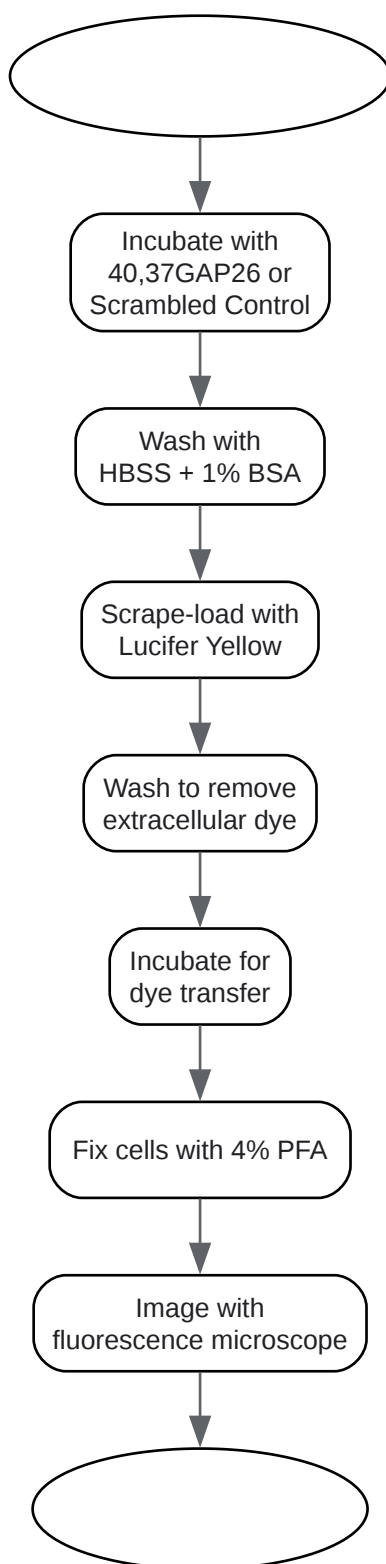 Incubate with
40,37GAP26 or
Scrambled Control
Wash with
HBSS + 1% BSA
Scrape-load with
Lucifer Yellow
Wash to remove
extracellular dye
Incubate for
dye transfer
Fix cells with 4% PFA
Image with
fluorescence microscope